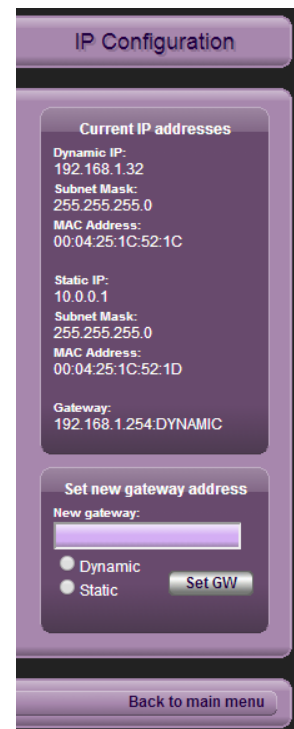 IP Configuration
Current IP addresses
Dynamic IP:
192.168.1.32
Subnet Mask:
255.255.255.0
MAC Address:
00:04:25:1C:52:1C
Static IP:
10.0.0.1
Subnet Mask:
255.255.255.0
MAC Address:
00:04:25:1C:52:1D
Gateway:
192.168.1.254:DYNAMIC
Set new gateway address
New gateway:
Dynamic
Static
Set GW
Back to main menu